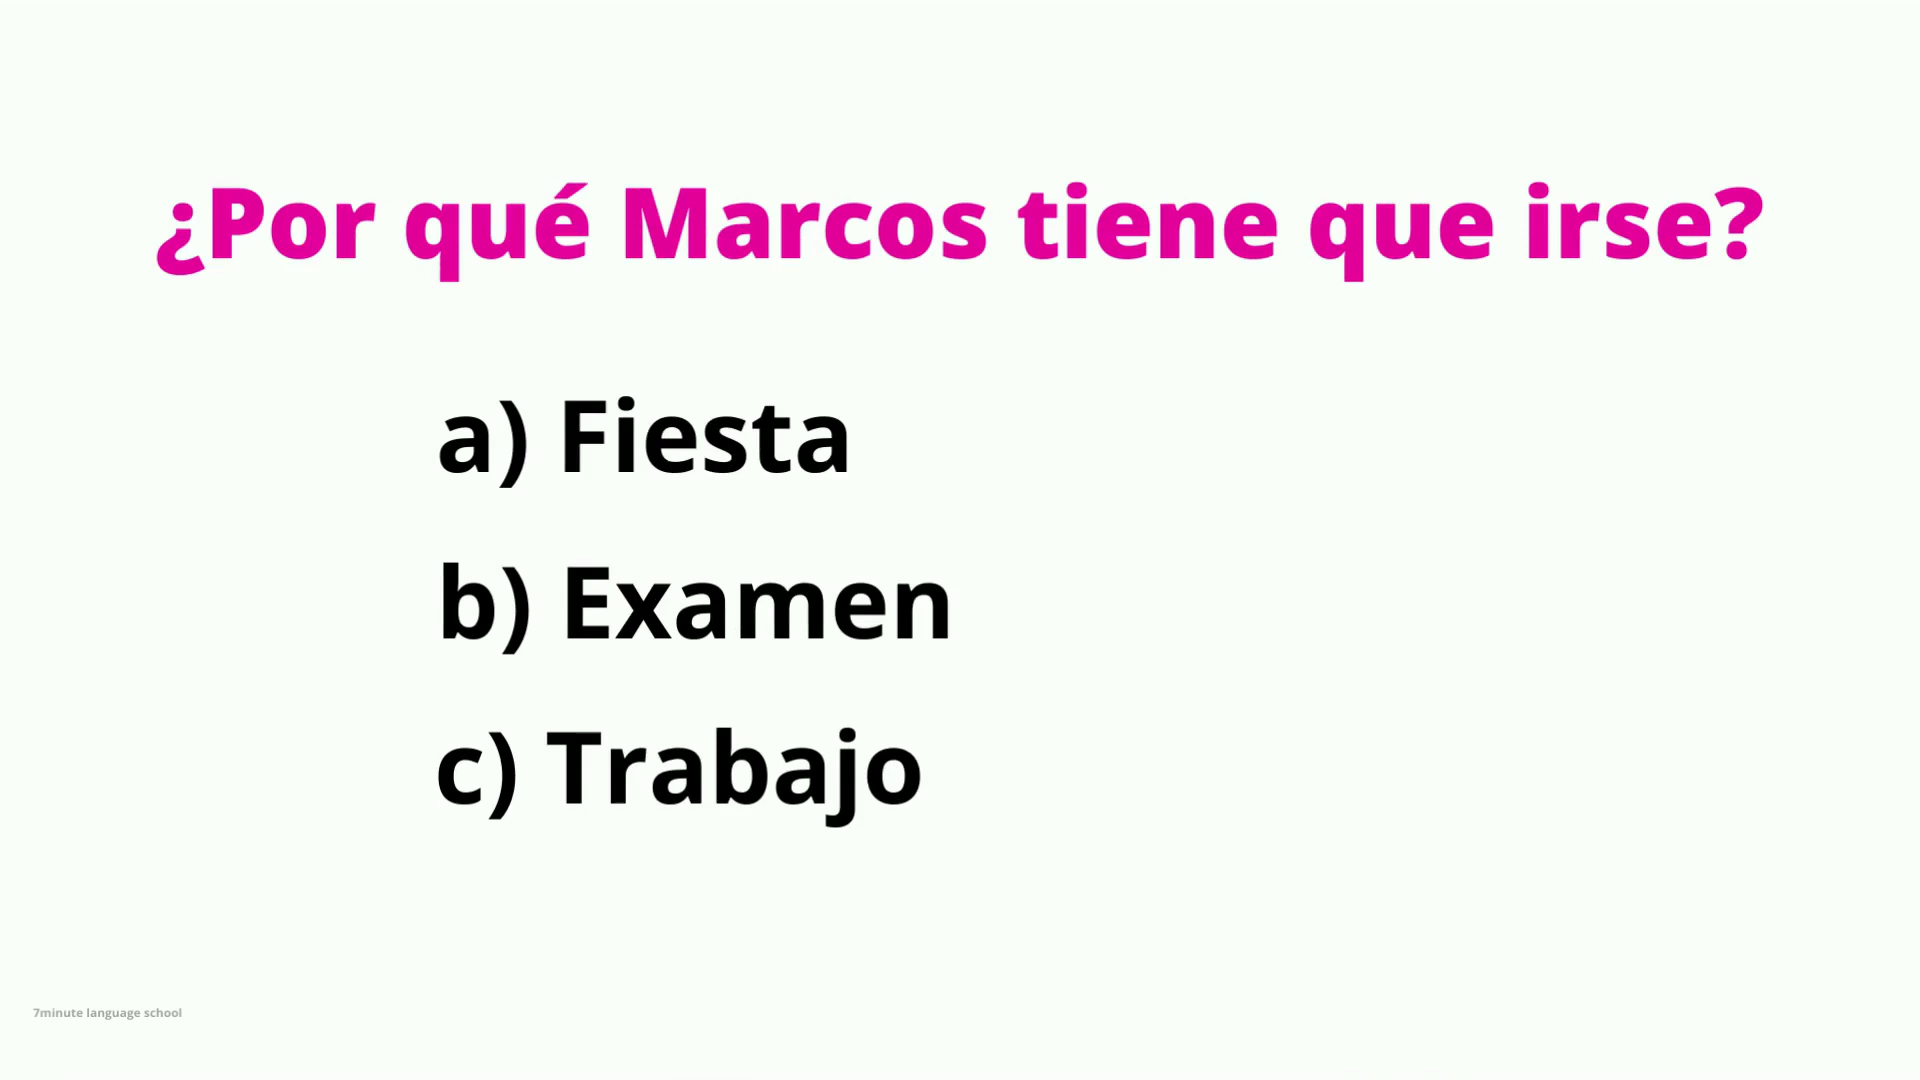 ¿Por qué Marcos tiene que irse?
a) Fiesta
b) Examen
c) Trabajo
7minute language school